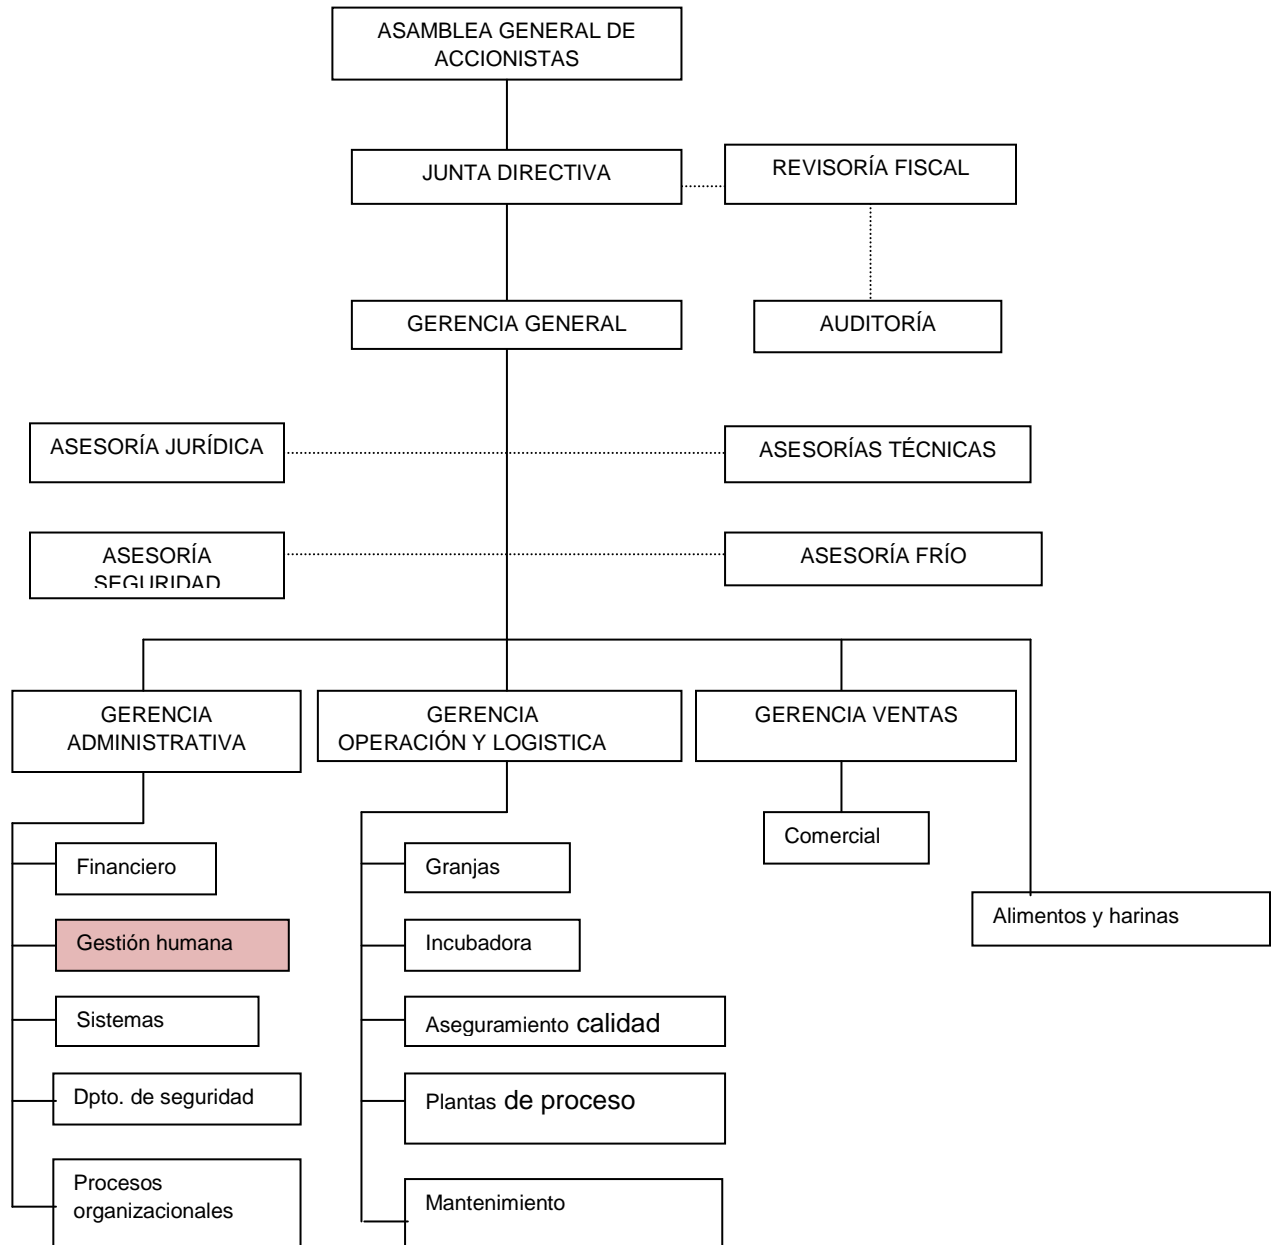 ASAMBLEA GENERAL DE
ACCIONISTAS
JUNTA DIRECTIVA
REVISORÍA FISCAL
GERENCIA GENERAL
AUDITORÍA
ASESORÍA JURÍDICA
ASESORÍAS TÉCNICAS
ASESORÍA
SEGURIDAD
ASESORÍA FRÍO
GERENCIA
ADMINISTRATIVA
GERENCIA
OPERACIÓN Y LOGISTICA
GERENCIA VENTAS
Comercial
Financiero
Granjas
Alimentos y harinas
Gestión humana
Incubadora
Sistemas
Aseguramiento calidad
Dpto. de seguridad
Plantas de proceso
Procesos
organizacionales
Mantenimiento